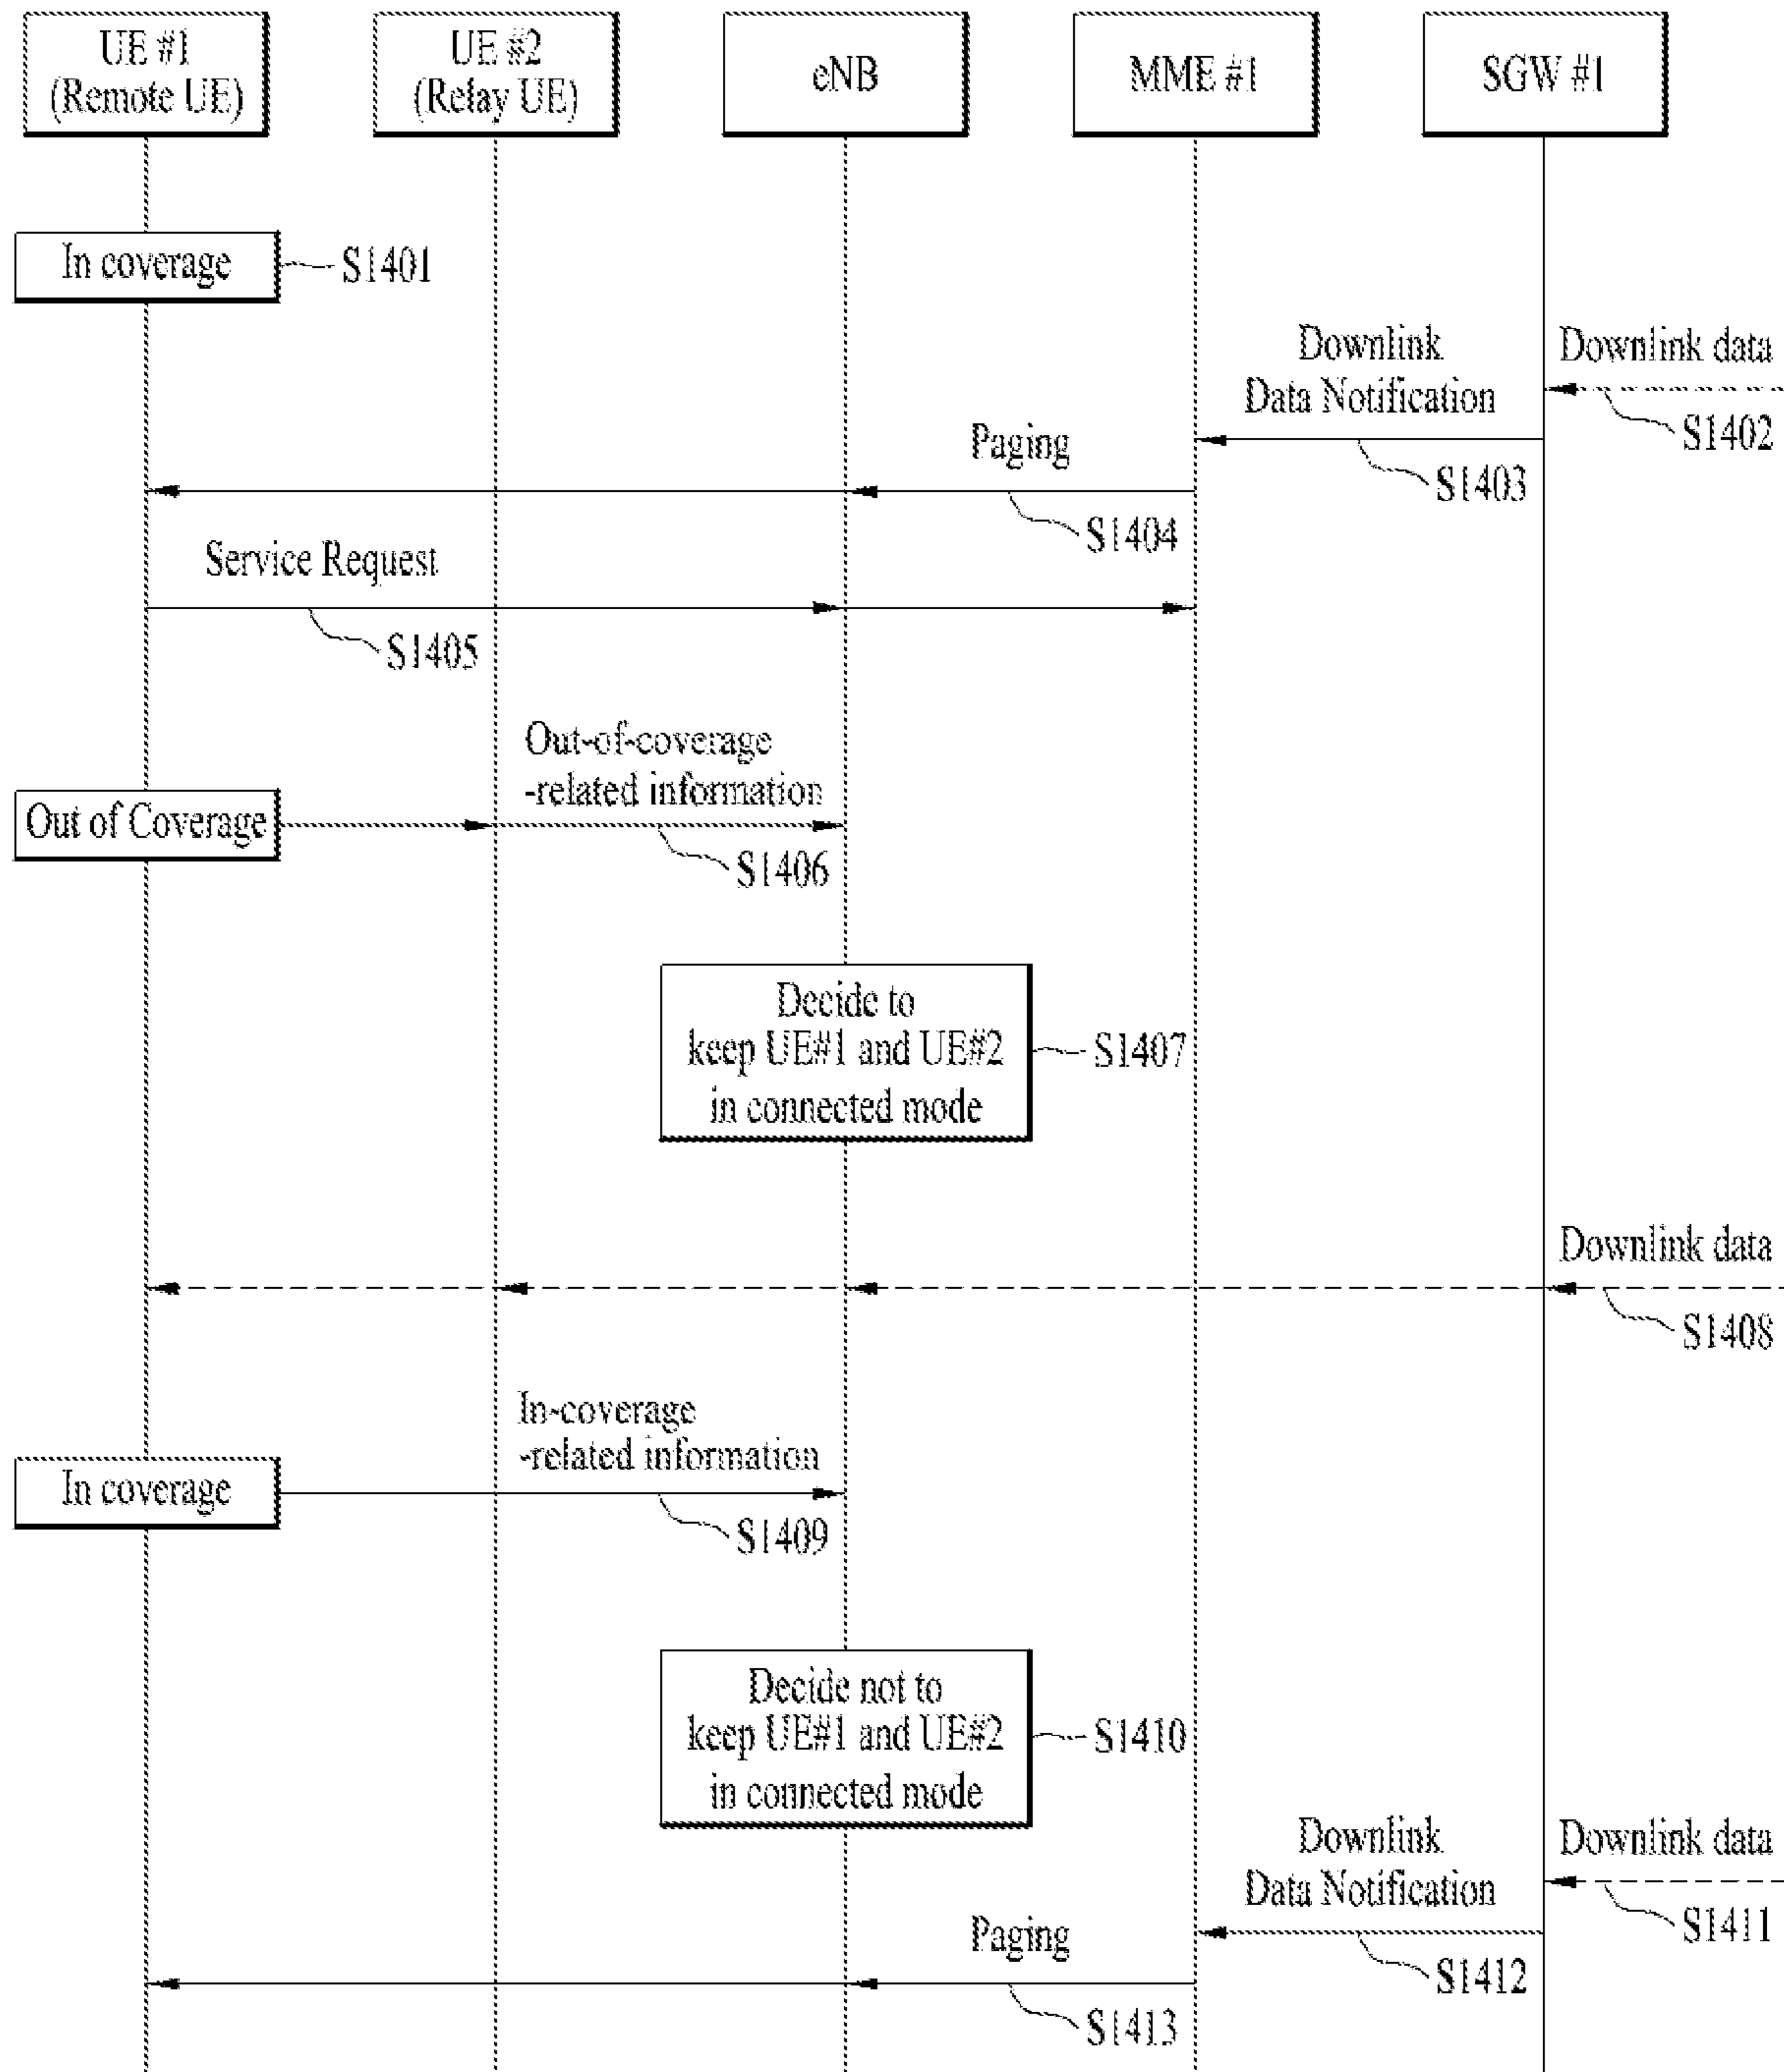 UE #1
(Remote UE)
UE #2
(Relay UE)
eNB
MME #1
SGW #1
In coverage
S1401
Downlink data
S1402
Downlink
Data Notification
S1403
Paging
S1404
Service Request
S1405
Out-of-coverage
-related information
Out of Coverage
S1406
Decide to
keep UE#1 and UE#2
in connected mode
S1407
Downlink data
S1408
In-coverage
-related information
In coverage
S1409
Decide not to
keep UE#1 and UE#2
in connected mode
S1410
Downlink data
S1411
Downlink
Data Notification
S1412
Paging
S1413